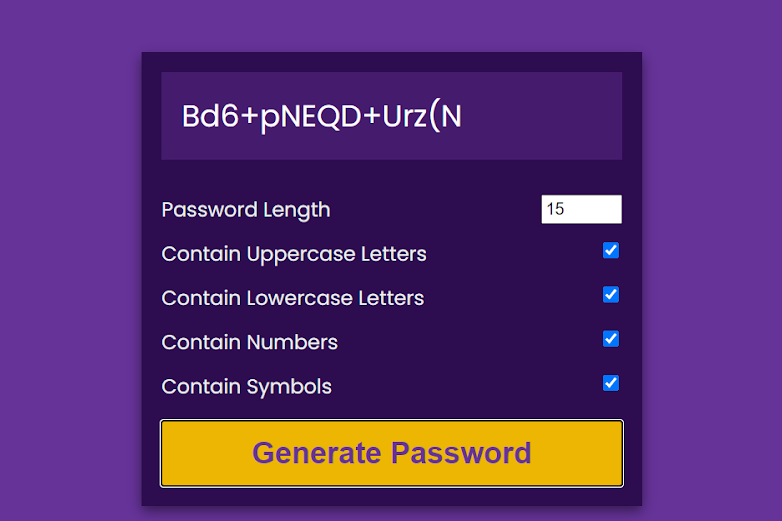 Bd6+pNEQD+Urz(N
Password Length 15
Contain Uppercase Letters
Contain Lowercase Letters
Contain Numbers
Contain Symbols
Generate Password